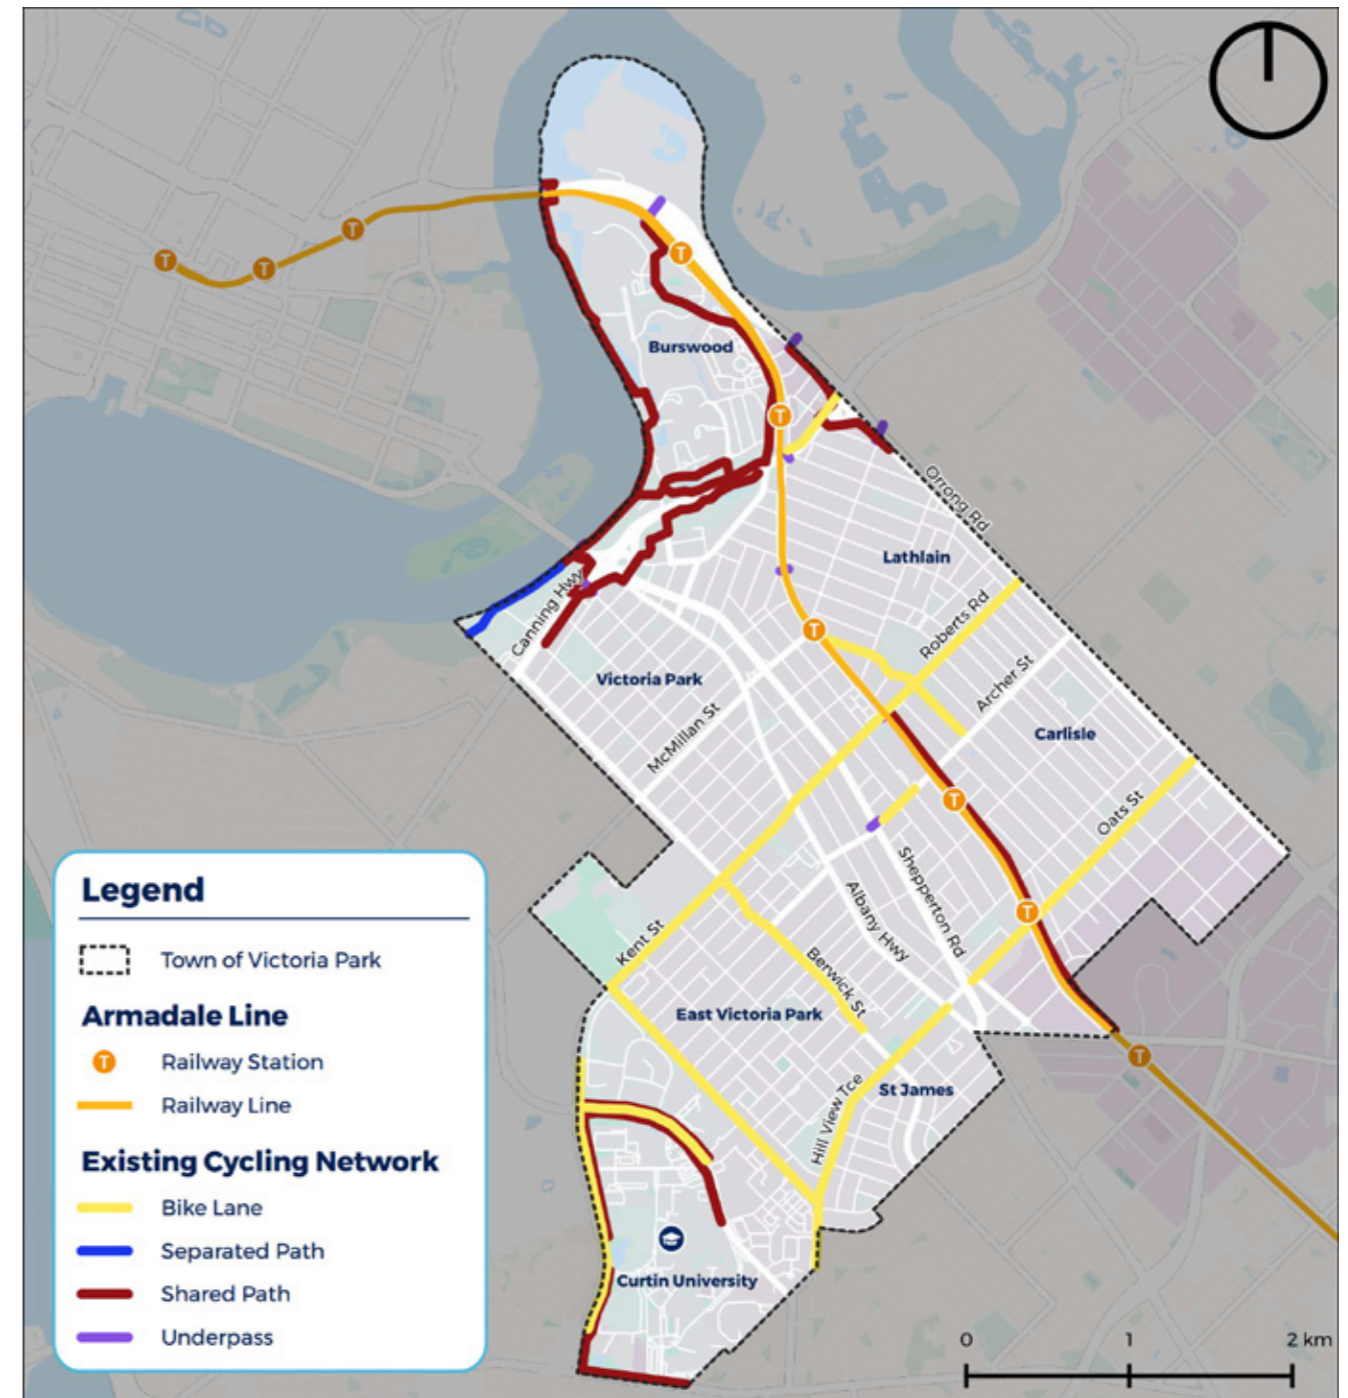 T
T
T
T
Burswood
T
Orrong Rd
Lathlain
Canning Hwy
Roberts Rd
T
Victoria Park
Archer St
McMillan St
Carlisle
T
Oats St
Shepperton Rd
Albany Hwy
T
Kent St
Berwick St
East Victoria Park
T
St James
Hill View Tce
Curtin University
Legend
Town of Victoria Park
Armadale Line
T Railway Station
Railway Line
Existing Cycling Network
Bike Lane
Separated Path
Shared Path
Underpass
0 1 2 km